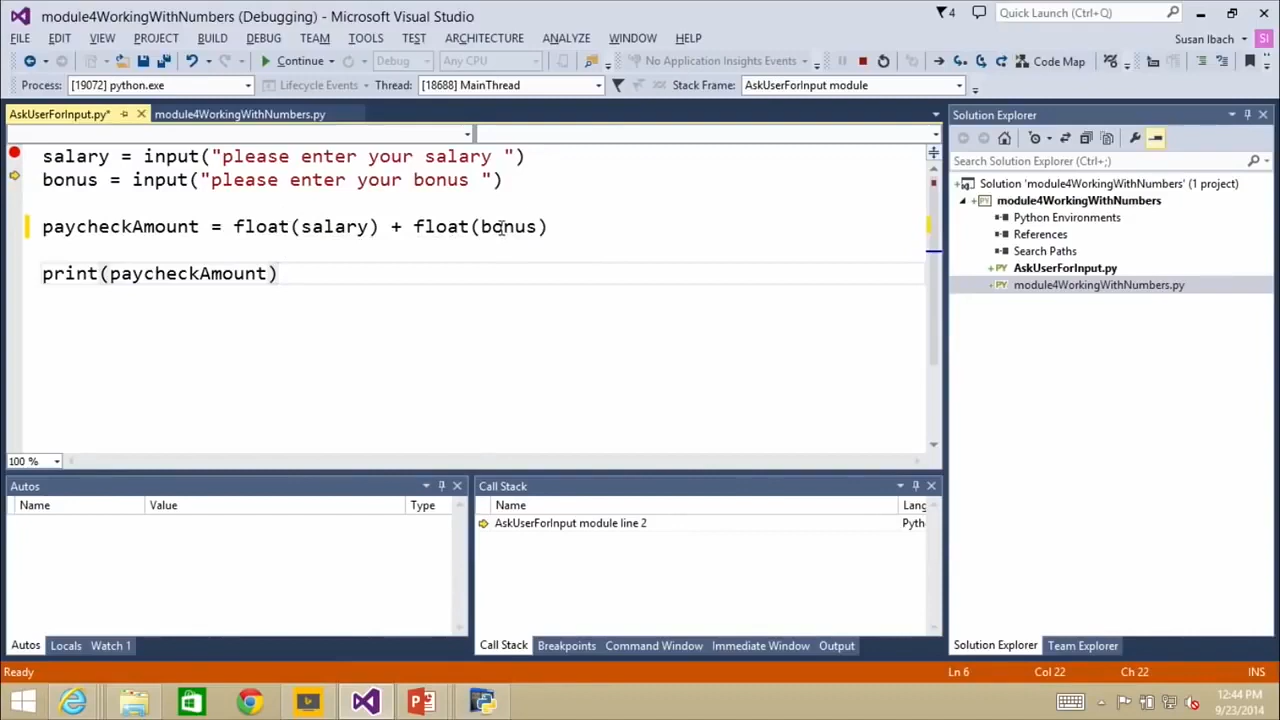 module4WorkingWithNumbers (Debugging) - Microsoft Visual Studio
4
Quick Launch (Ctrl+Q)
FILE EDIT VIEW PROJECT BUILD DEBUG TEAM TOOLS TEST ARCHITECTURE ANALYZE WINDOW HELP
Susan Ibach SI
Continue Debug Any CPU No Application Insights Events Code Map
Process: [19072] python.exe Lifecycle Events Thread: [18688] MainThread Stack Frame: AskUserForInput module
AskUserForInput.py* module4WorkingWithNumbers.py
salary = input("please enter your salary ")
bonus = input("please enter your bonus ")
paycheckAmount = float(salary) + float(bonus)
print(paycheckAmount)
100 %
Solution Explorer
Search Solution Explorer (Ctrl+;)
Solution 'module4WorkingWithNumbers' (1 project)
module4WorkingWithNumbers
Python Environments
References
Search Paths
PY AskUserForInput.py
PY module4WorkingWithNumbers.py
Autos
Name Value Type
Call Stack
Name Lang
AskUserForInput module line 2 Pyth
Autos Locals Watch 1
Call Stack Breakpoints Command Window Immediate Window Output
Solution Explorer Team Explorer
Ready Ln 6 Col 22 Ch 22 INS
12:44 PM
9/23/2014